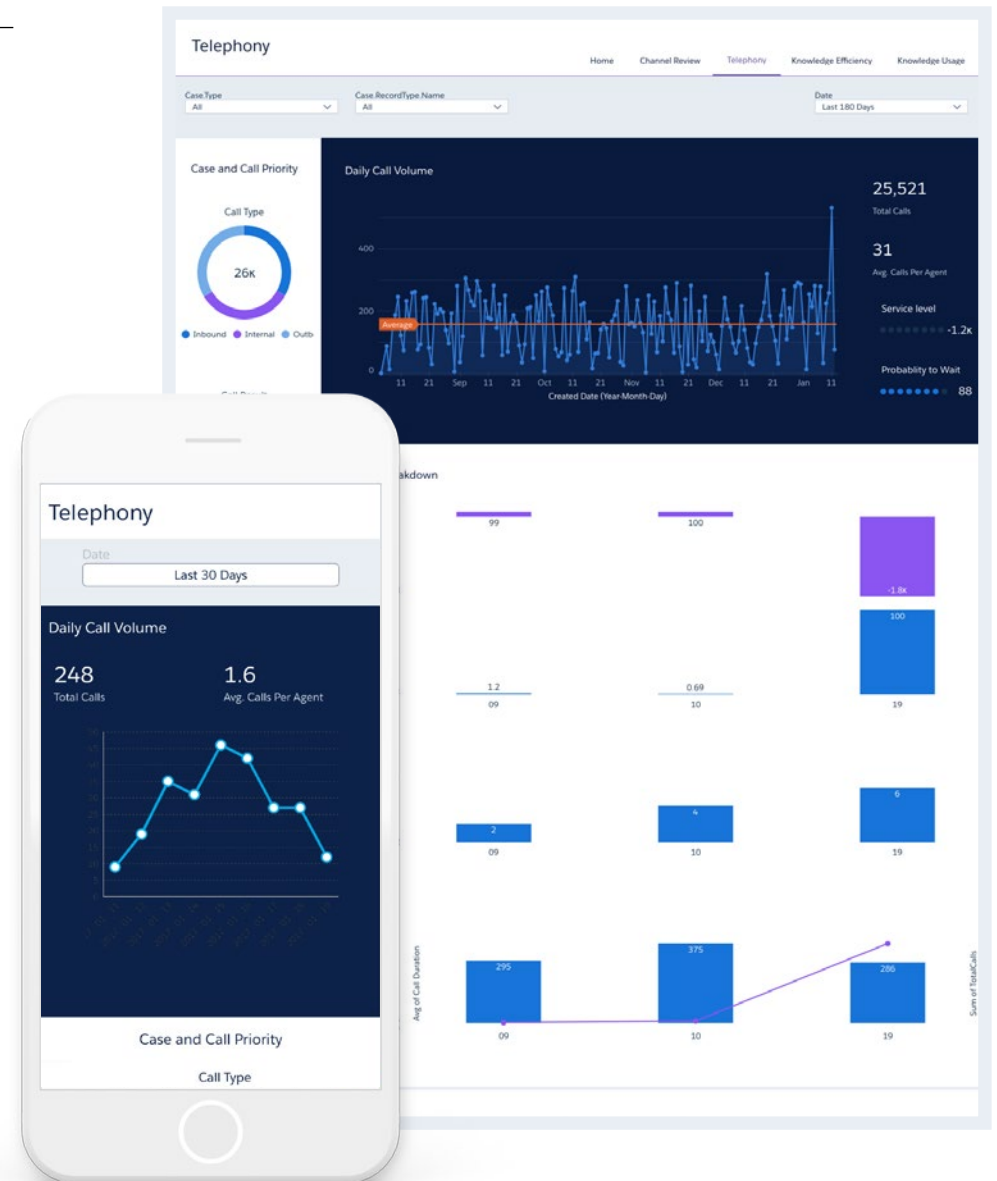 Telephony
Home Channel Review Telephony Knowledge Efficiency Knowledge Usage
Case.Type
All
Case.RecordType.Name
All
Date
Last 180 Days
Case and Call Priority
Call Type
26K
Inbound Internal Outb
Daily Call Volume
400
200
0
Average
11 21 Sep 11 21 Oct 11 21 Nov 11 21 Dec 11 21 Jan 11
Created Date (Year-Month-Day)
25,521
Total Calls
31
Avg. Calls Per Agent
Service level
-1.2K
Probablity to Wait
88
akdown
99 100 -1.8K
1.2 0.69 100
09 10 19
2 4 6
09 10 19
Avg of Call Duration
295 375 286
Sum of TotalCalls
09 10 19
Telephony
Date
Last 30 Days
Daily Call Volume
248 1.6
Total Calls Avg. Calls Per Agent
Case and Call Priority
Call Type